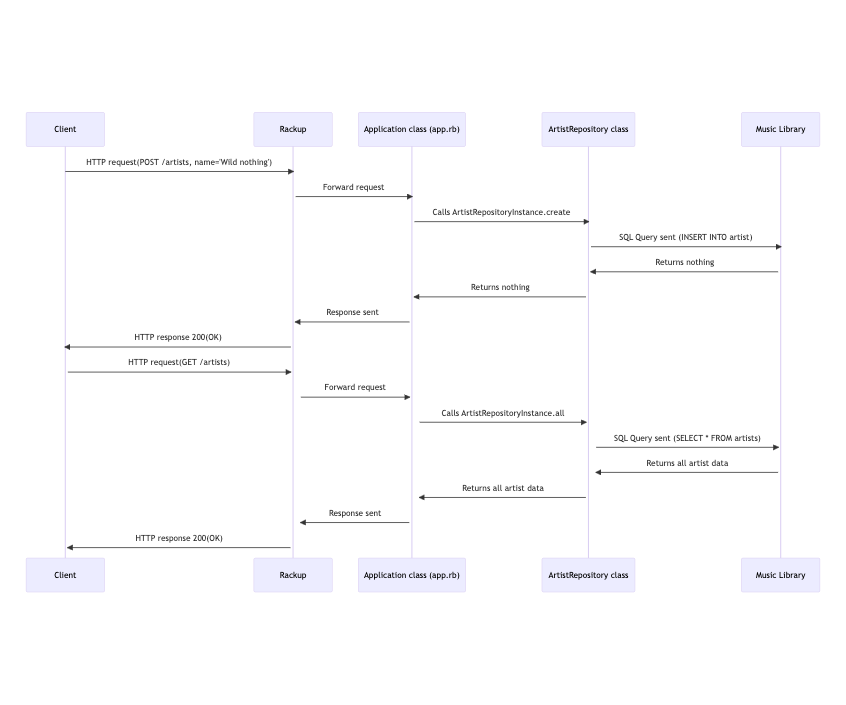 Client
Rackup
Application class (app.rb)
ArtistRepository class
Music Library
HTTP request(POST /artists, name='Wild nothing')
Forward request
Calls ArtistRepositoryInstance.create
SQL Query sent (INSERT INTO artist)
Returns nothing
Returns nothing
Response sent
HTTP response 200(OK)
HTTP request(GET /artists)
Forward request
Calls ArtistRepositoryInstance.all
SQL Query sent (SELECT * FROM artists)
Returns all artist data
Returns all artist data
Response sent
HTTP response 200(OK)
Client
Rackup
Application class (app.rb)
ArtistRepository class
Music Library